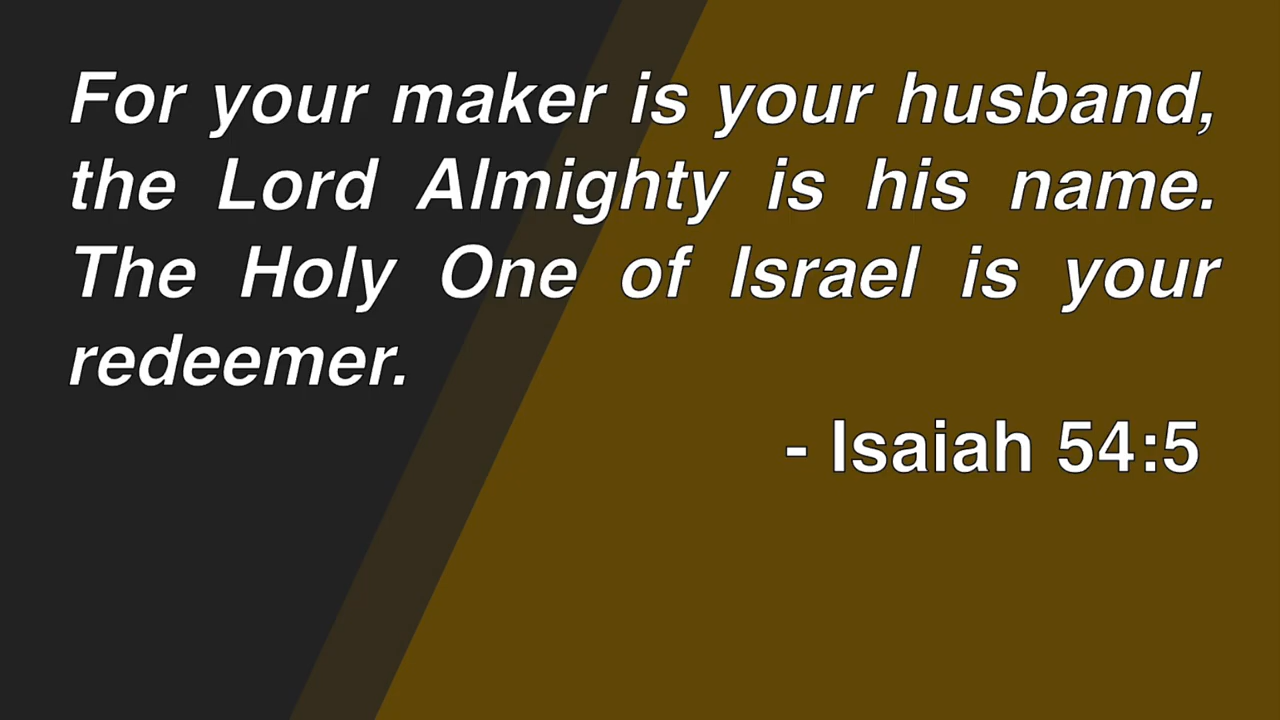 For your maker is your husband,
the Lord Almighty is his name.
The Holy One of Israel is your
redeemer.
- Isaiah 54:5